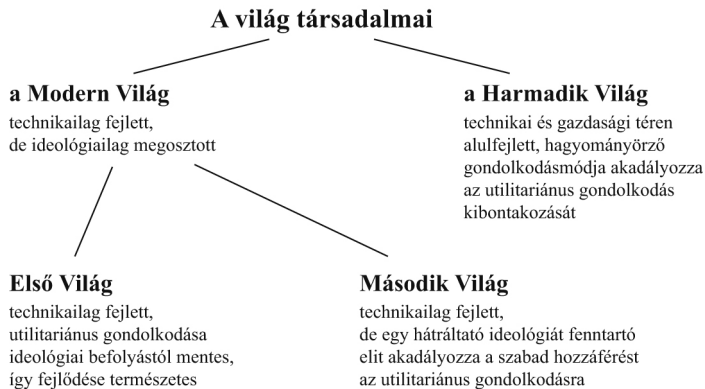 A világ társadalmai
a Modern Világ
technikailag fejlett,
de ideológiailag megosztott
a Harmadik Világ
technikai és gazdasági téren
alulfejlett, hagyományörző
gondolkodásmódja akadályozza
az utilitariánus gondolkodás
kibontakozását
Első Világ
technikailag fejlett,
utilitariánus gondolkodása
ideológiai befolyástól mentes,
így fejlődése természetes
Második Világ
technikailag fejlett,
de egy hátráltató ideológiát fenntartó
elit akadályozza a szabad hozzáférést
az utilitariánus gondolkodásra